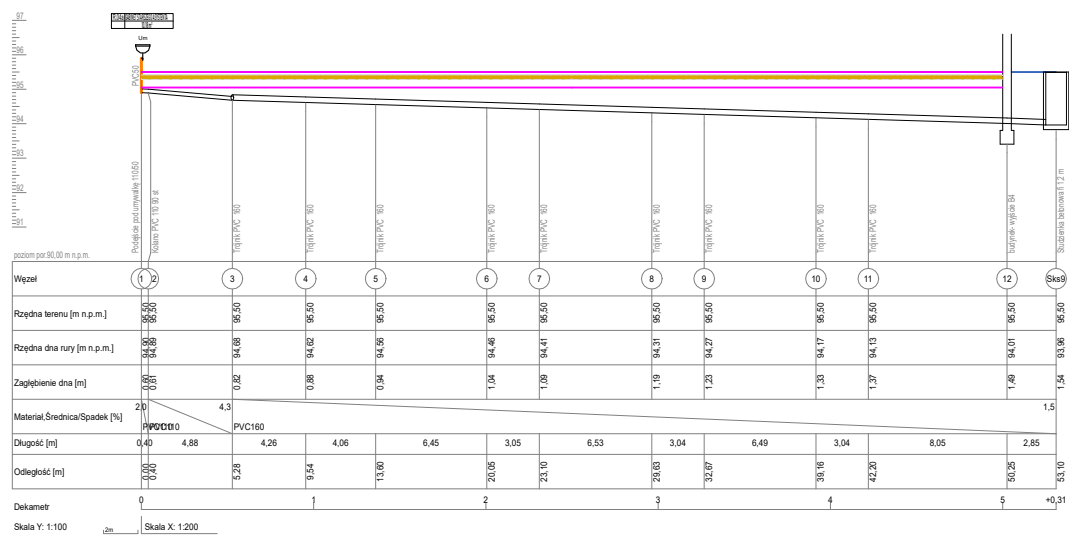 97
96
95
94
93
92
91
Um
PVC50
Podejście pod umywalkę 110/50
Kolano PVC 110 90 st
Trójnik PVC 160
Trójnik PVC 160
Trójnik PVC 160
Trójnik PVC 160
Trójnik PVC 160
Trójnik PVC 160
Trójnik PVC 160
Trójnik PVC 160
Trójnik PVC 160
budynek- wyjście B4
Studzienka betonowa fi 1,2 m
poziom por.90,00 m n.p.m.
Węzeł 1 2 3 4 5 6 7 8 9 10 11 12 Sks9
Rzędna terenu [m n.p.m.] 95,50 95,50 95,50 95,50 95,50 95,50 95,50 95,50 95,50 95,50 95,50 95,50 95,50
Rzędna dna rury [m n.p.m.] 94,90 94,89 94,68 94,62 94,56 94,46 94,41 94,31 94,27 94,17 94,13 94,01 93,96
Zagłębienie dna [m] 0,60 0,61 0,82 0,88 0,94 1,04 1,09 1,19 1,23 1,33 1,37 1,49 1,54
Materiał,Średnica/Spadek [%] 2,0 4,3 1,5
PVC160
Długość [m] 0,40 4,88 4,26 4,06 6,45 3,05 6,53 3,04 6,49 3,04 8,05 2,85
Odległość [m] 0,00 0,40 5,28 9,54 13,60 20,05 23,10 29,63 32,67 39,16 42,20 50,25 53,10
Dekametr 0 1 2 3 4 5 +0,31
Skala Y: 1:100 2m Skala X: 1:200